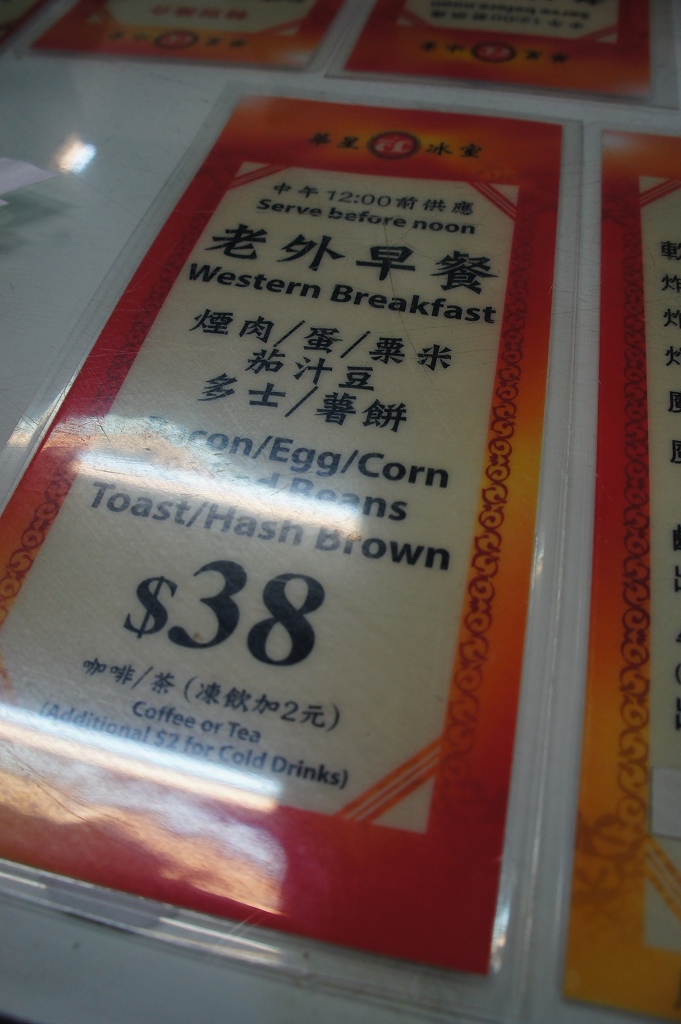 華星冰室
中午12:00前供應
Serve before noon
老外早餐
Western Breakfast
煙肉/蛋/粟米
茄汁豆
多士/薯餅
Bacon/Egg/Corn
Beans
Toast/Hash Brown
$38
咖啡/茶(凍飲加2元)
Coffee or Tea
(Additional $2 for Cold Drinks)